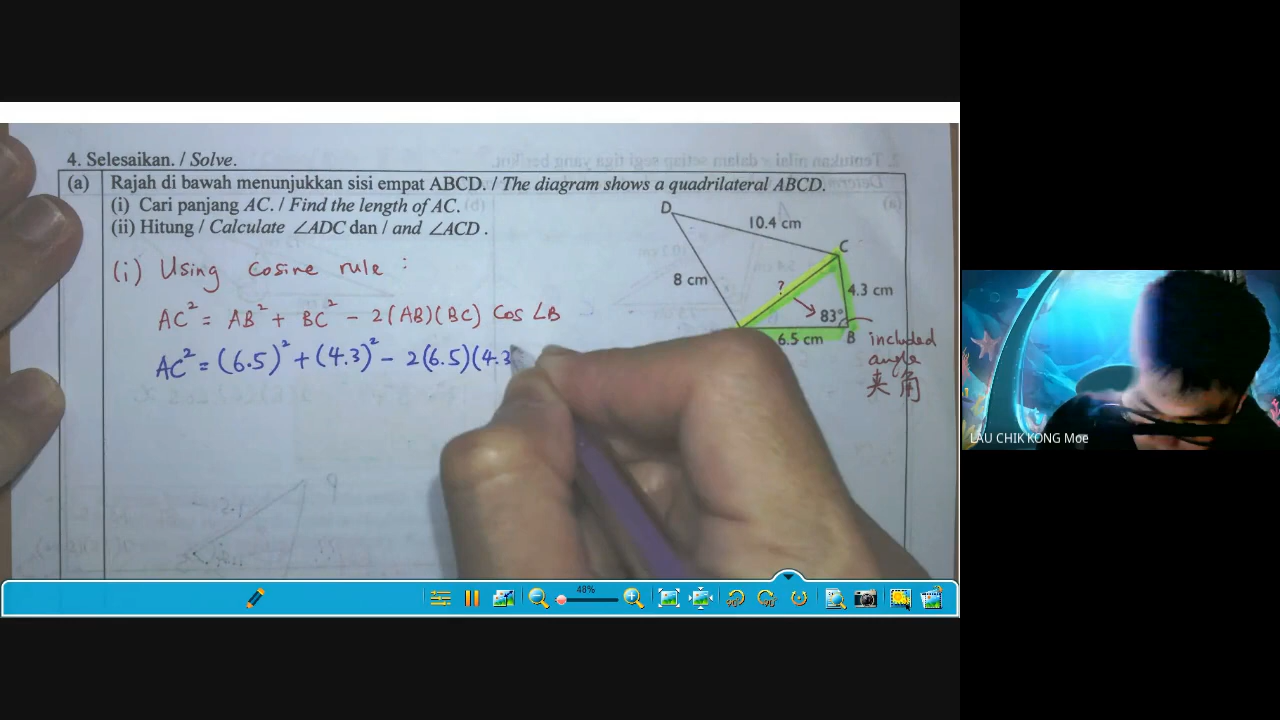 4. Selesaikan. / Solve.
(a) Rajah di bawah menunjukkan sisi empat ABCD. / The diagram shows a quadrilateral ABCD.
(i) Cari panjang AC. / Find the length of AC.
(ii) Hitung / Calculate ∠ADC dan / and ∠ACD .
D
10.4 cm
C
8 cm
?
4.3 cm
83°
6.5 cm
B
included
angle
夹角
(i) Using cosine rule :
AC² = AB² + BC² - 2(AB)(BC) Cos ∠B
AC² = (6.5)² + (4.3)² - 2(6.5)(4.3
LAU CHIK KONG Moe
48%